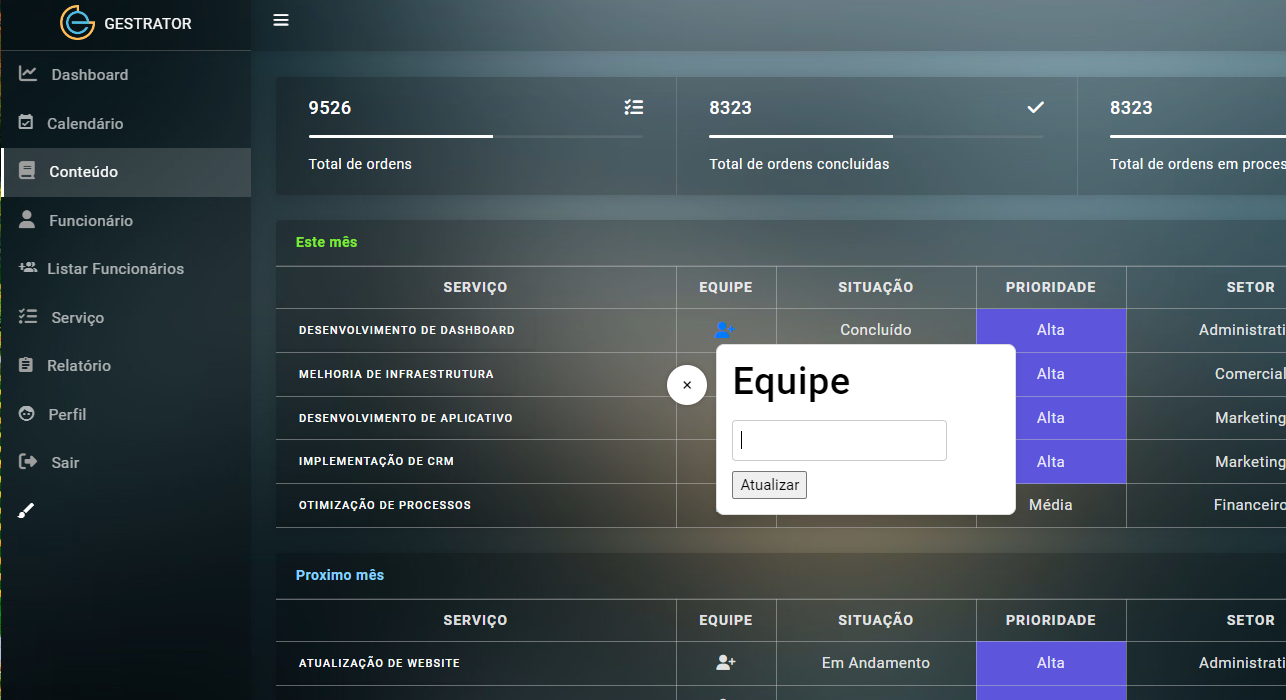 GESTRATOR
Dashboard
Calendário
Conteúdo
Funcionário
Listar Funcionários
Serviço
Relatório
Perfil
Sair
9526
Total de ordens
8323
Total de ordens concluidas
8323
Total de ordens em proces
Este mês
SERVIÇO EQUIPE SITUAÇÃO PRIORIDADE SETOR
DESENVOLVIMENTO DE DASHBOARD Concluído Alta Administrati
MELHORIA DE INFRAESTRUTURA Alta Comercial
DESENVOLVIMENTO DE APLICATIVO Alta Marketing
IMPLEMENTAÇÃO DE CRM Alta Marketing
OTIMIZAÇÃO DE PROCESSOS Média Financeiro
×
Equipe
Atualizar
Proximo mês
SERVIÇO EQUIPE SITUAÇÃO PRIORIDADE SETOR
ATUALIZAÇÃO DE WEBSITE Em Andamento Alta Administrati